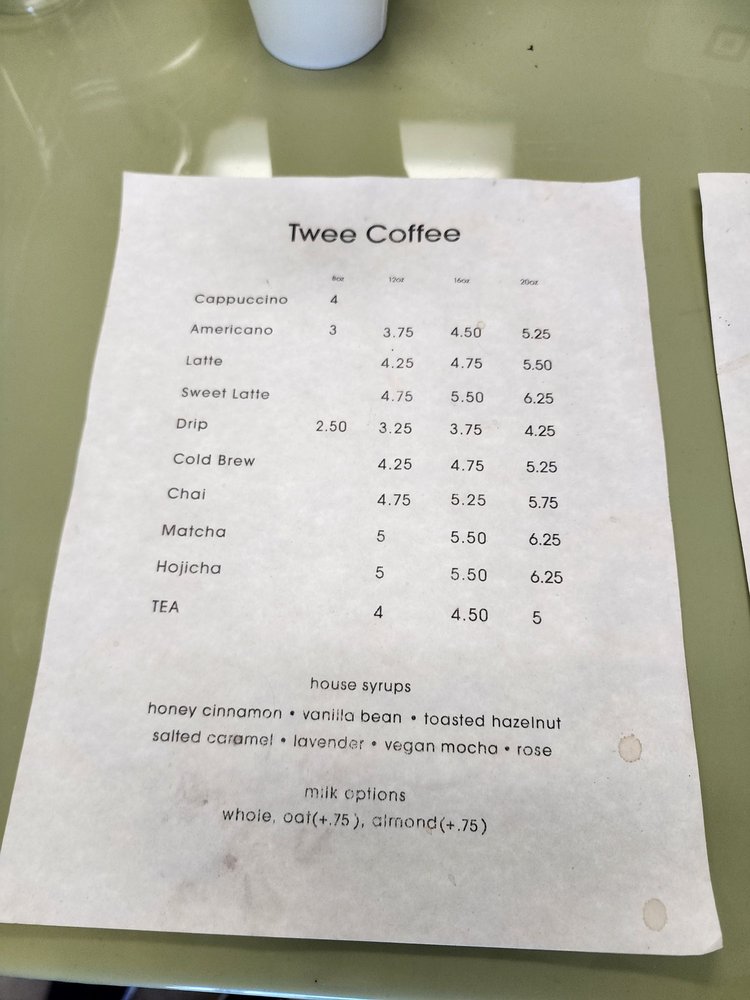 Twee Coffee
8oz 12oz 16oz 20oz
Cappuccino 4
Americano 3 3.75 4.50 5.25
Latte 4.25 4.75 5.50
Sweet Latte 4.75 5.50 6.25
Drip 2.50 3.25 3.75 4.25
Cold Brew 4.25 4.75 5.25
Chai 4.75 5.25 5.75
Matcha 5 5.50 6.25
Hojicha 5 5.50 6.25
TEA 4 4.50 5
house syrups
honey cinnamon • vanilla bean • toasted hazelnut
salted caramel • lavender • vegan mocha • rose
milk options
whole, oat(+.75), almond(+.75)